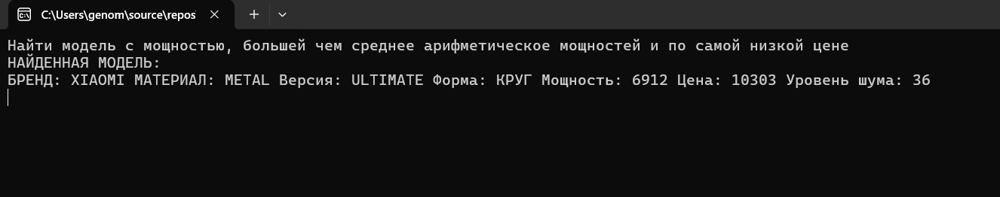 C:\Users\genom\source\repos
Найти модель с мощностью, большей чем среднее арифметическое мощностей и по самой низкой цене
НАЙДЕННАЯ МОДЕЛЬ:
БРЕНД: XIAOMI МАТЕРИАЛ: METAL Версия: ULTIMATE Форма: КРУГ Мощность: 6912 Цена: 10303 Уровень шума: 36